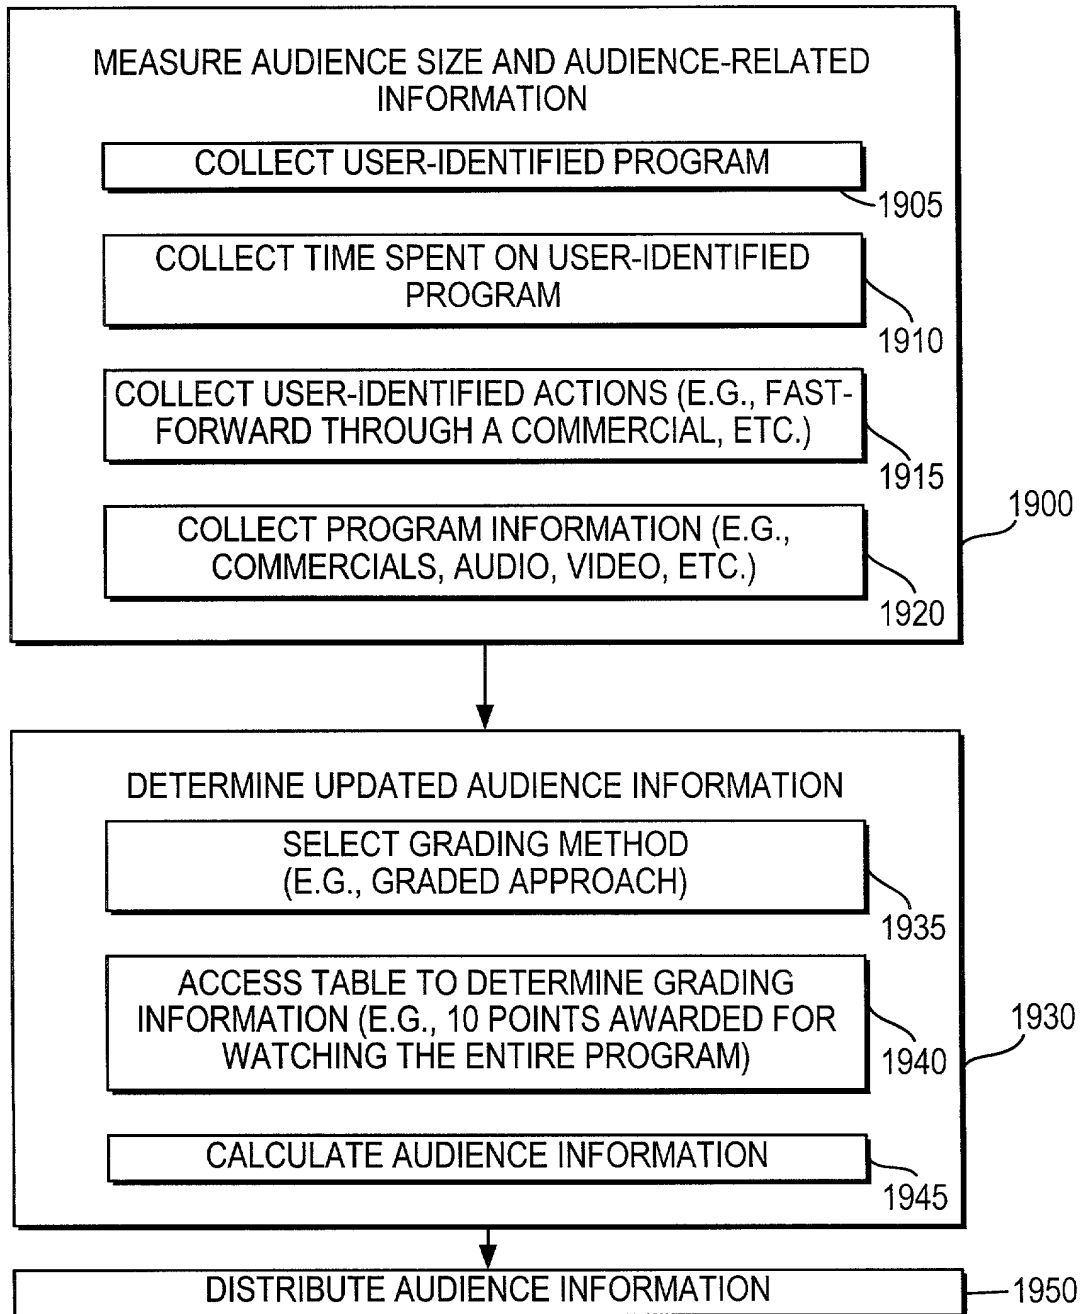 MEASURE AUDIENCE SIZE AND AUDIENCE-RELATED
INFORMATION
COLLECT USER-IDENTIFIED PROGRAM
1905
COLLECT TIME SPENT ON USER-IDENTIFIED
PROGRAM
1910
COLLECT USER-IDENTIFIED ACTIONS (E.G., FAST-
FORWARD THROUGH A COMMERCIAL, ETC.)
1915
1900
COLLECT PROGRAM INFORMATION (E.G.,
COMMERCIALS, AUDIO, VIDEO, ETC.)
1920
DETERMINE UPDATED AUDIENCE INFORMATION
SELECT GRADING METHOD
(E.G., GRADED APPROACH)
1935
ACCESS TABLE TO DETERMINE GRADING
INFORMATION (E.G., 10 POINTS AWARDED FOR
WATCHING THE ENTIRE PROGRAM)
1940
1930
CALCULATE AUDIENCE INFORMATION
1945
DISTRIBUTE AUDIENCE INFORMATION
1950